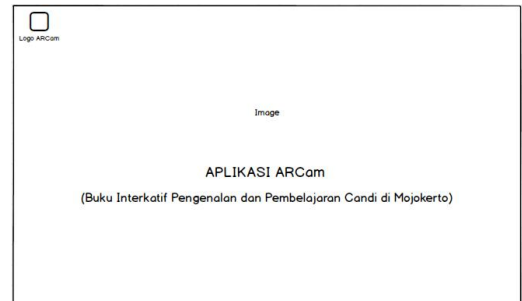 Logo ARCam
Image
APLIKASI ARCam
(Buku Interkatif Pengenalan dan Pembelajaran Candi di Mojokerto)